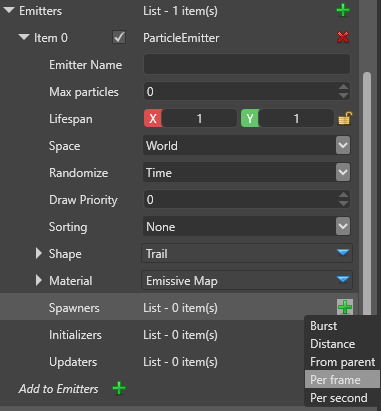 Emitters List - 1 item(s)
Item 0 ParticleEmitter
Emitter Name
Max particles 0
Lifespan X 1 Y 1
Space World
Randomize Time
Draw Priority 0
Sorting None
Shape Trail
Material Emissive Map
Spawners List - 0 item(s)
Initializers List - 0 item(s)
Updaters List - 0 item(s)
Add to Emitters
Burst
Distance
From parent
Per frame
Per second